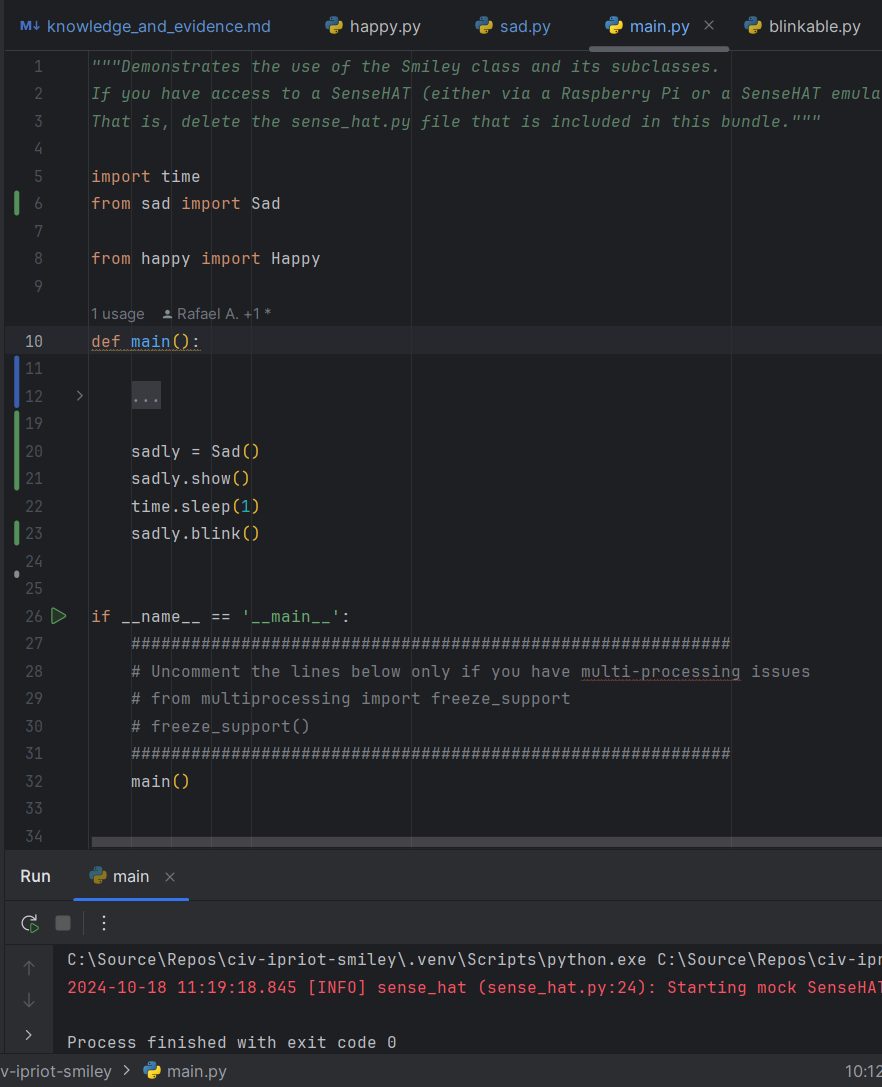 M↓ knowledge_and_evidence.md happy.py sad.py main.py × blinkable.py
1 """Demonstrates the use of the Smiley class and its subclasses.
2 If you have access to a SenseHAT (either via a Raspberry Pi or a SenseHAT emula
3 That is, delete the sense_hat.py file that is included in this bundle."""
4
5 import time
6 from sad import Sad
7
8 from happy import Happy
9
1 usage Rafael A. +1 *
10 def main():
11
12 ...
19
20 sadly = Sad()
21 sadly.show()
22 time.sleep(1)
23 sadly.blink()
24
25
26 if __name__ == '__main__':
27 ############################################################
28 # Uncomment the lines below only if you have multi-processing issues
29 # from multiprocessing import freeze_support
30 # freeze_support()
31 ############################################################
32 main()
33
34
Run main ×
C:\Source\Repos\civ-ipriot-smiley\.venv\Scripts\python.exe C:\Source\Repos\civ-ipr
2024-10-18 11:19:18.845 [INFO] sense_hat (sense_hat.py:24): Starting mock SenseHAT
Process finished with exit code 0
v-ipriot-smiley > main.py 10:12